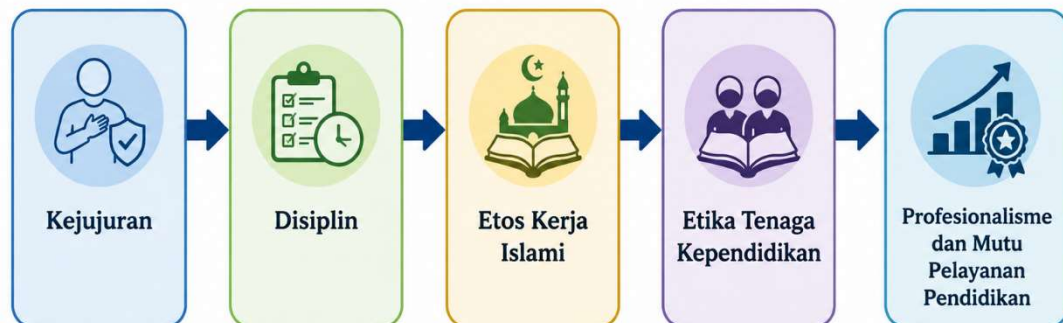 Kejujuran
Disiplin
Etos Kerja
Islami
Etika Tenaga
Kependidikan
Profesionalisme
dan Mutu
Pelayanan
Pendidikan